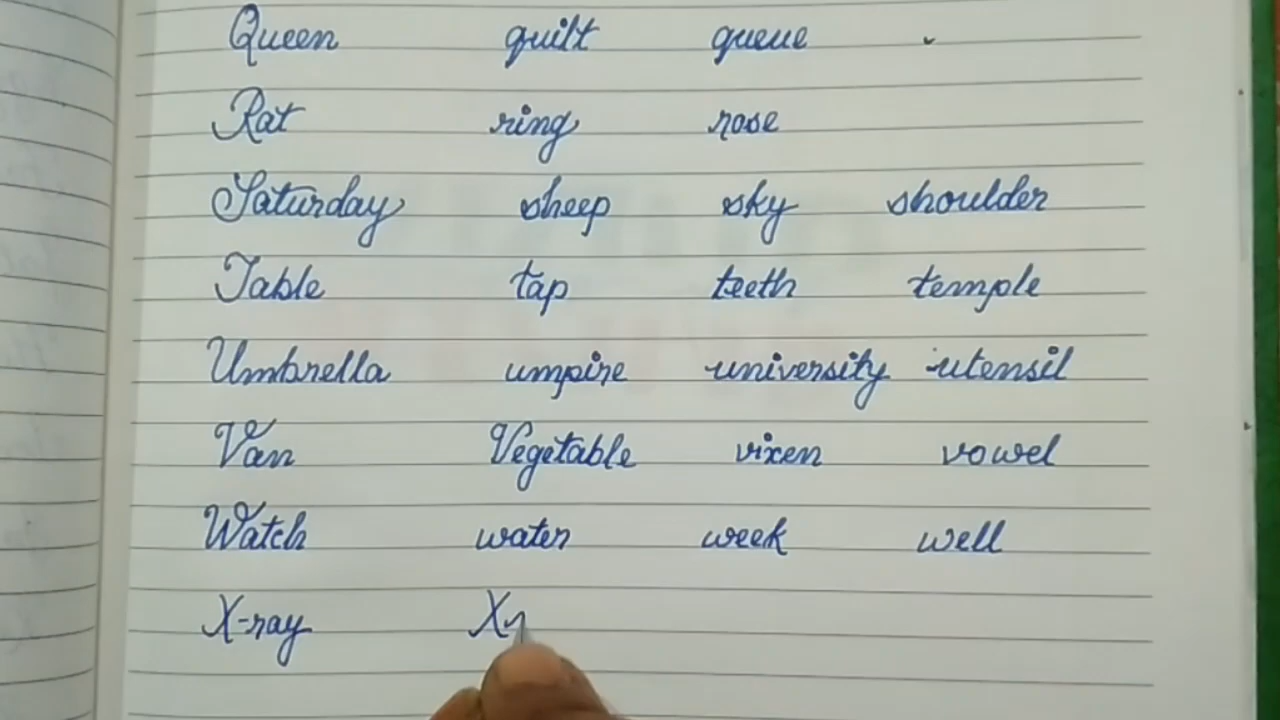 Queen quilt queue
Rat ring rose
Saturday sheep sky shoulder
Table tap teeth temple
Umbrella umpire university utensil
Van Vegetable vixen vowel
Watch water week well
X-ray